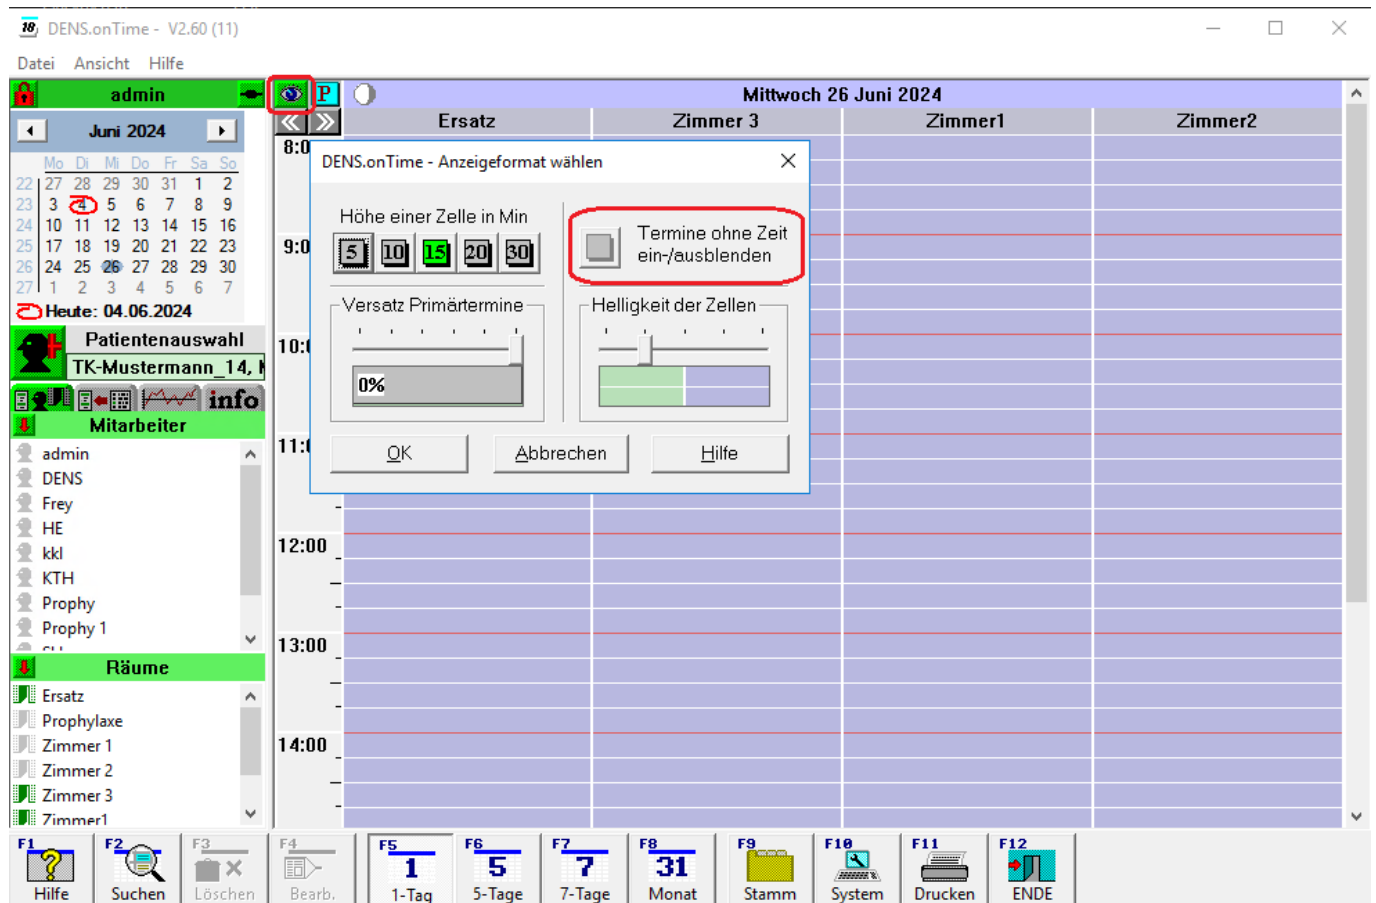 18 DENS.onTime - V2.60 (11)
Datei Ansicht Hilfe
admin
P
Mittwoch 26 Juni 2024
Ersatz Zimmer 3 Zimmer1 Zimmer2
Juni 2024
Mo Di Mi Do Fr Sa So
22 27 28 29 30 31 1 2
23 3 4 5 6 7 8 9
24 10 11 12 13 14 15 16
25 17 18 19 20 21 22 23
26 24 25 26 27 28 29 30
27 1 2 3 4 5 6 7
Heute: 04.06.2024
Patientenauswahl
TK-Mustermann_14,
info
Mitarbeiter
admin
DENS
Frey
HE
kkl
KTH
Prophy
Prophy 1
Räume
Ersatz
Prophylaxe
Zimmer 1
Zimmer 2
Zimmer 3
Zimmer1
8:0
9:0
10:0
11:0
12:00
13:00
14:00
DENS.onTime - Anzeigeformat wählen
Höhe einer Zelle in Min
5 10 15 20 30
Termine ohne Zeit
ein-/ausblenden
Versatz Primärtermine
0%
Helligkeit der Zellen
OK Abbrechen Hilfe
F1 Hilfe
F2 Suchen
F3 Löschen
F4 Bearb.
F5 1 1-Tag
F6 5 5-Tage
F7 7 7-Tage
F8 31 Monat
F9 Stamm
F10 System
F11 Drucken
F12 ENDE